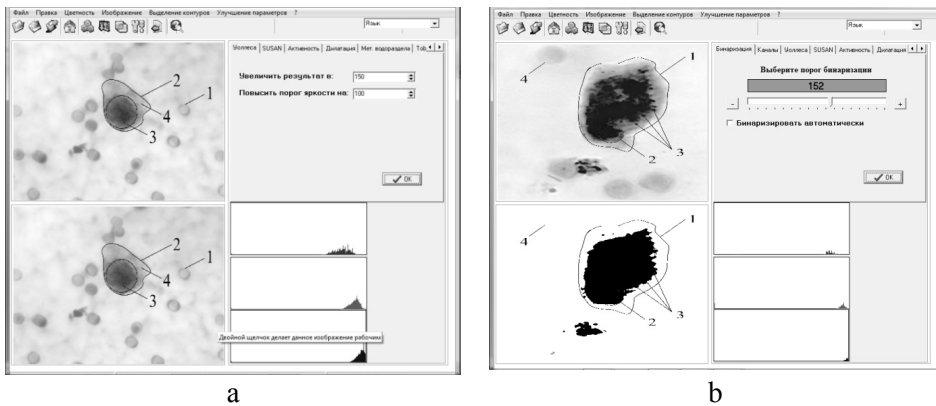 Файл Правка Цветность Изображение Выделение контуров Улучшение параметров ?
Язык
Уоллеса SUSAN Активность Дилатация Мет. водораздела Tob
Увеличить результат в: 150
Повысить порог яркости на: 100
OK
2
1
4
3
2
1
4
3
Двойной щелчок делает данное изображение рабочим
a
Файл Правка Цветность Изображение Выделение контуров Улучшение параметров ?
Язык
Бинаризация Каналы Уоллеса SUSAN Активность Дилатация
Выберите порог бинаризации
152
- +
Бинаризировать автоматически
OK
4
1
3
2
4
1
3
2
b